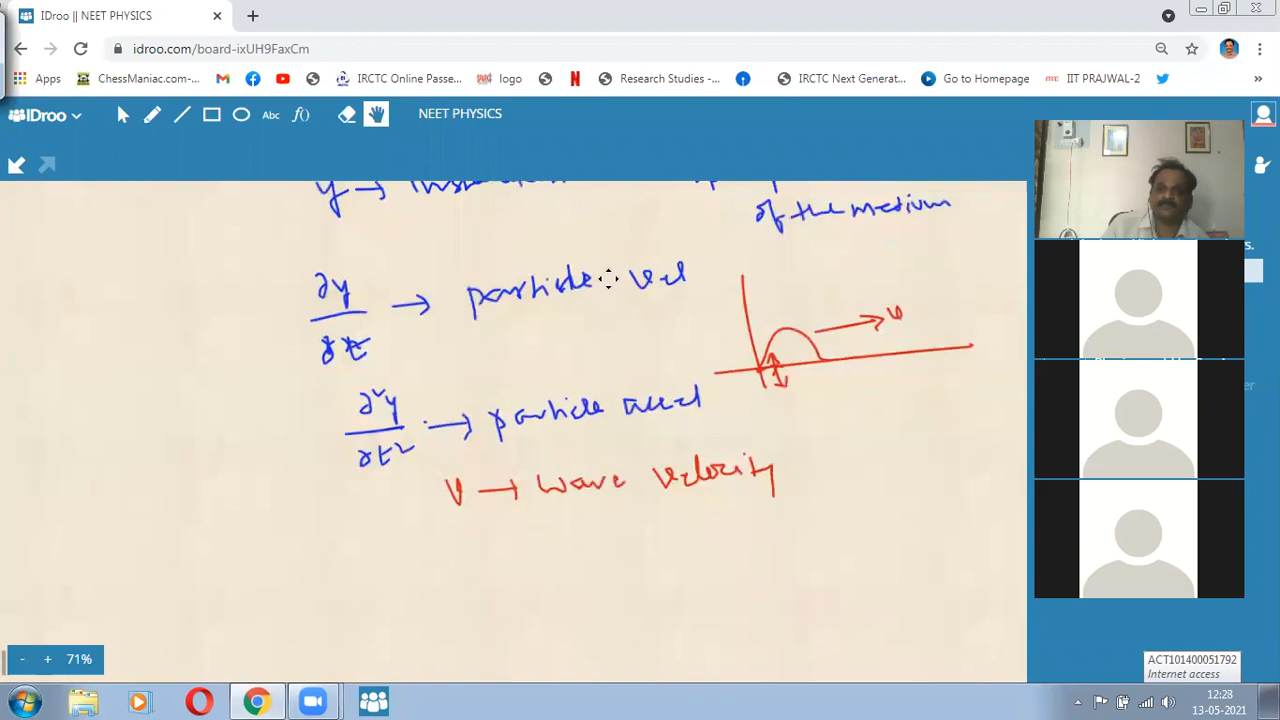 IDroo || NEET PHYSICS
idroo.com/board-ixUH9FaxCm
Apps ChessManiac.com-... IRCTC Online Passe... logo N Research Studies -... IRCTC Next Generat... Go to Homepage IIT PRAJWAL-2 »
IDroo Abc f() NEET PHYSICS
y →
of the medium
∂y/∂t → particle vel
v
∂²y/∂t² → particle accel
v → wave velocity
- + 71%
ACT101400051792
Internet access
12:28
13-05-2021